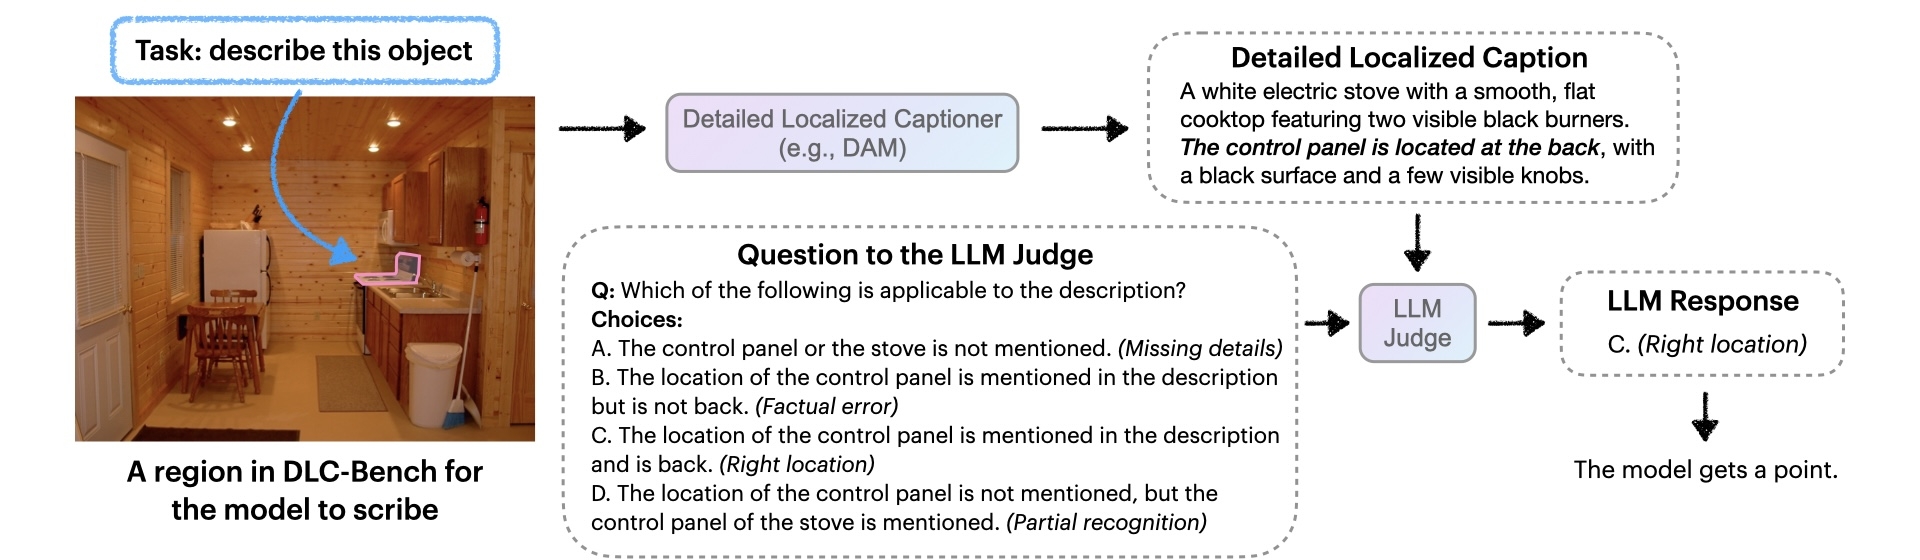 Task: describe this object
A region in DLC-Bench for
the model to scribe
Detailed Localized Captioner
(e.g., DAM)
Detailed Localized Caption
A white electric stove with a smooth, flat
cooktop featuring two visible black burners.
The control panel is located at the back, with
a black surface and a few visible knobs.
Question to the LLM Judge
Q: Which of the following is applicable to the description?
Choices:
A. The control panel or the stove is not mentioned. (Missing details)
B. The location of the control panel is mentioned in the description
but is not back. (Factual error)
C. The location of the control panel is mentioned in the description
and is back. (Right location)
D. The location of the control panel is not mentioned, but the
control panel of the stove is mentioned. (Partial recognition)
LLM
Judge
LLM Response
C. (Right location)
The model gets a point.